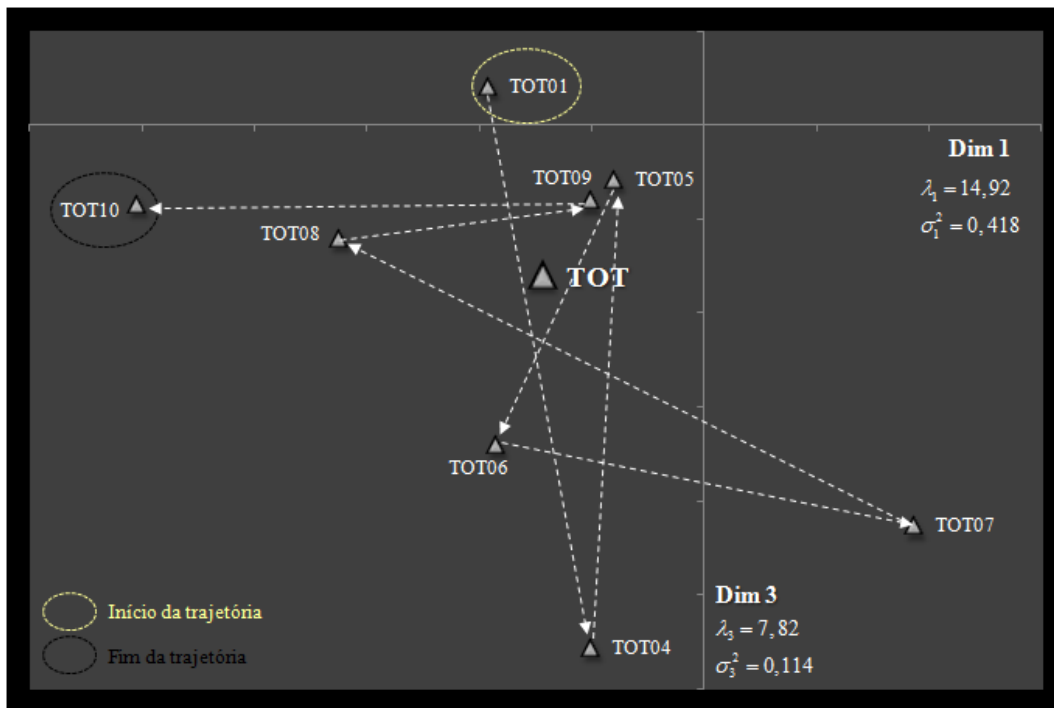 TOT01
Dim 1
TOT09
TOT05
λ₁ = 14,92
TOT10
σ₁² = 0,418
TOT08
TOT
TOT06
TOT07
Dim 3
Início da trajetória
λ₃ = 7,82
TOT04
Fim da trajetória
σ₃² = 0,114